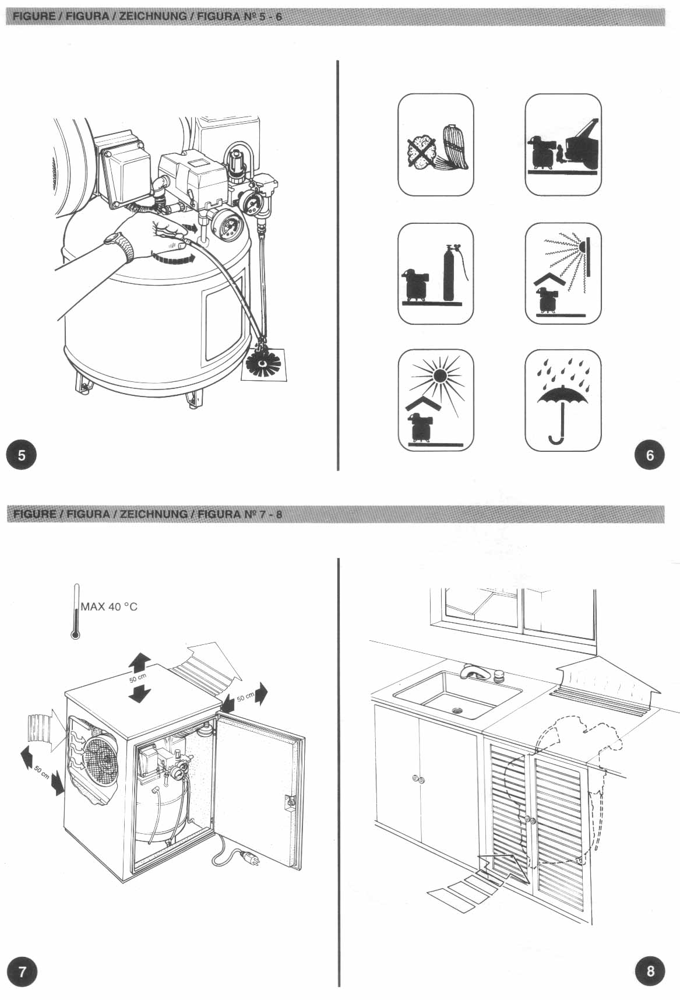 FIGURE / FIGURA / ZEICHNUNG / FIGURA Nº 5 - 6
5
6
FIGURE / FIGURA / ZEICHNUNG / FIGURA Nº 7 - 8
MAX 40 °C
50 cm
50 cm
50 cm
7
8